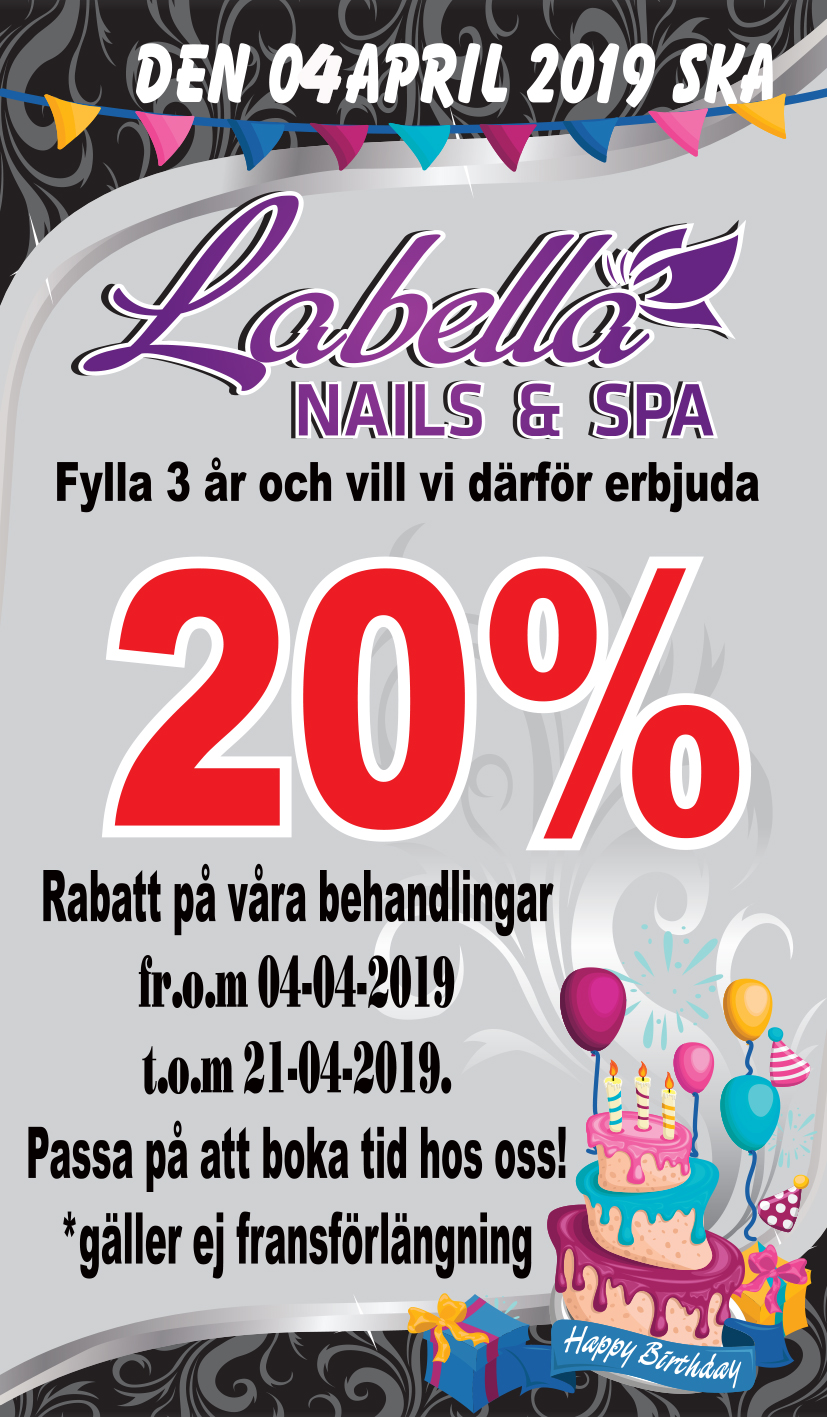 DEN 04APRIL 2019 SKA
Labella
NAILS & SPA
Fylla 3 år och vill vi därför erbjuda
20%
Rabatt på våra behandlingar
fr.o.m 04-04-2019
t.o.m 21-04-2019.
Passa på att boka tid hos oss!
*gäller ej fransförlängning
Happy Birthday